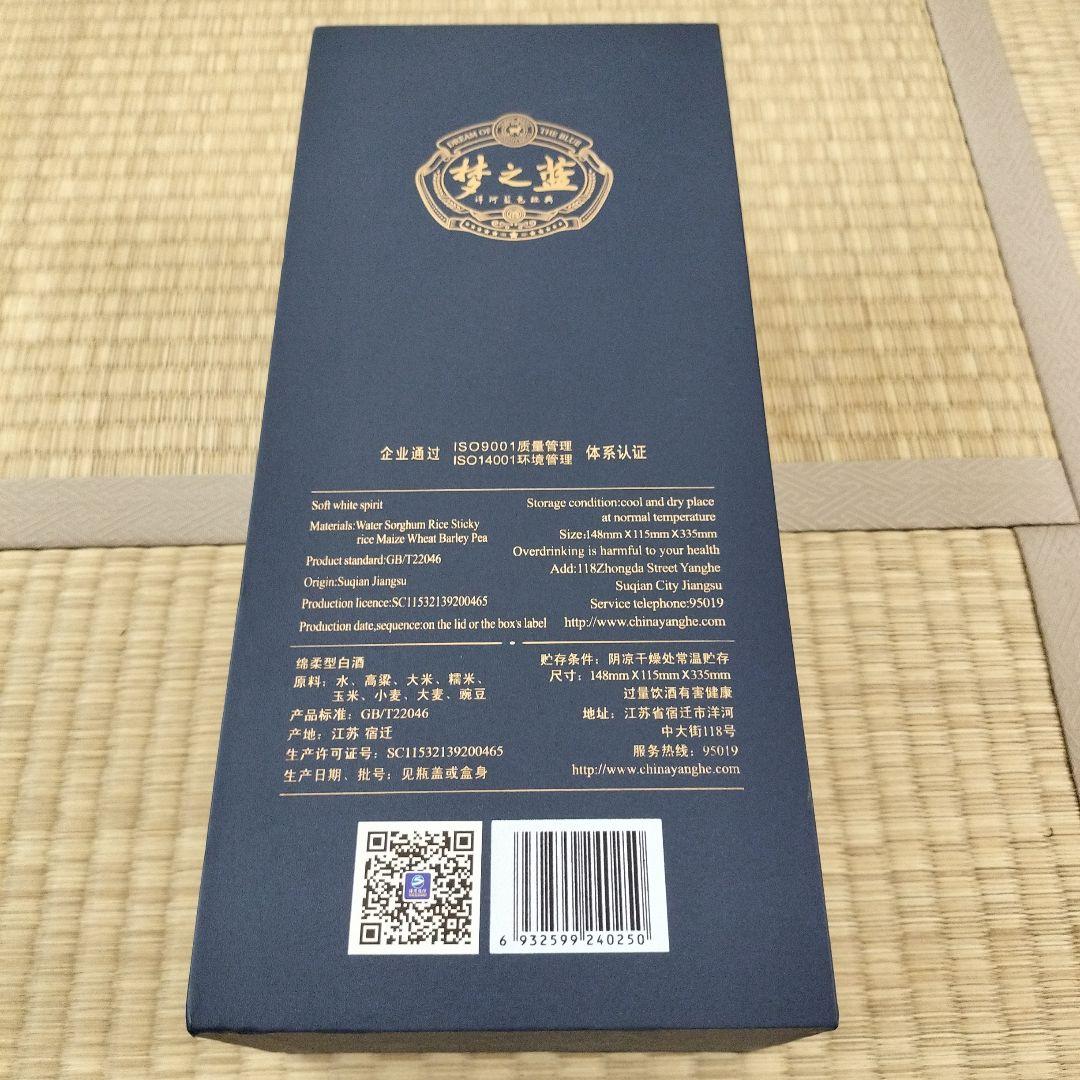 DREAM OF THE BLUE
梦之蓝
洋河蓝色经典
企业通过 ISO9001质量管理 体系认证
ISO14001环境管理
Soft white spirit
Materials:Water Sorghum Rice Sticky
rice Maize Wheat Barley Pea
Product standard:GB/T22046
Origin:Suqian Jiangsu
Production licence:SC11532139200465
Production date,sequence:on the lid or the box's label
Storage condition:cool and dry place
at normal temperature
Size:148mm X 115mm X 335mm
Overdrinking is harmful to your health
Add:118Zhongda Street Yanghe
Suqian City Jiangsu
Service telephone:95019
http://www.chinayanghe.com
绵柔型白酒
原料：水、高粱、大米、糯米、
玉米、小麦、大麦、豌豆
产品标准：GB/T22046
产地：江苏 宿迁
生产许可证号：SC11532139200465
生产日期、批号：见瓶盖或盒身
贮存条件：阴凉干燥处常温贮存
尺寸：148mm X 115mm X 335mm
过量饮酒有害健康
地址：江苏省宿迁市洋河
中大街118号
服务热线：95019
http://www.chinayanghe.com
6 932599 240250